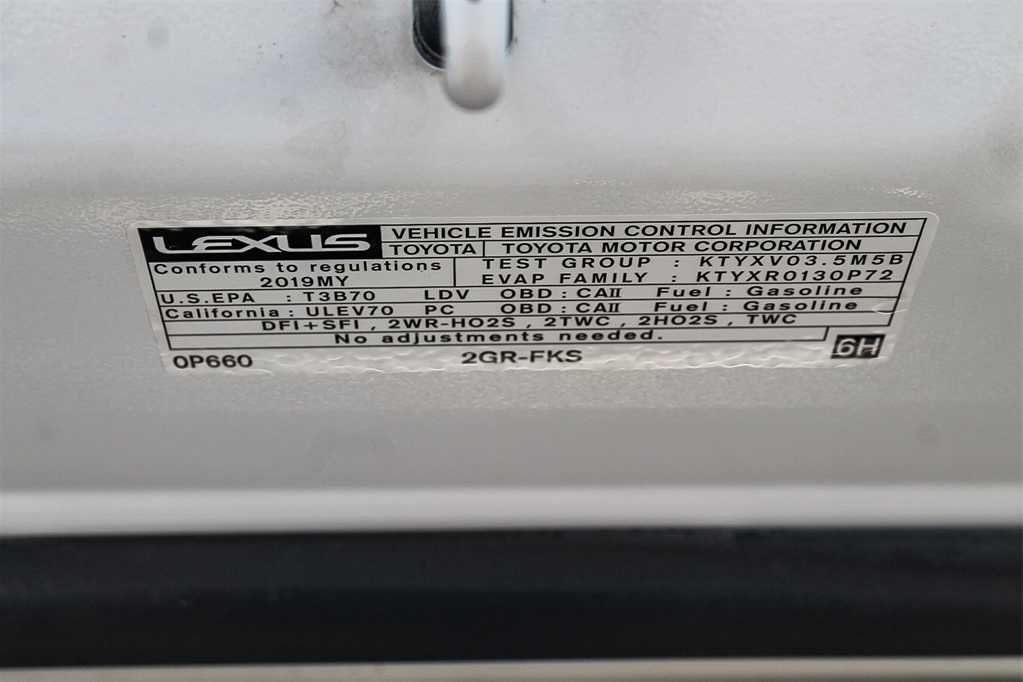 LEXUS VEHICLE EMISSION CONTROL INFORMATION
TOYOTA TOYOTA MOTOR CORPORATION
Conforms to regulations
2019MY
TEST GROUP : KTYXV03.5M5B
EVAP FAMILY : KTYXR0130P72
U.S.EPA : T3B70 LDV OBD : CAII Fuel : Gasoline
California : ULEV70 PC OBD : CAII Fuel : Gasoline
DFI+SFI , 2WR-HO2S , 2TWC , 2HO2S , TWC
No adjustments needed.
0P660 2GR-FKS 6H